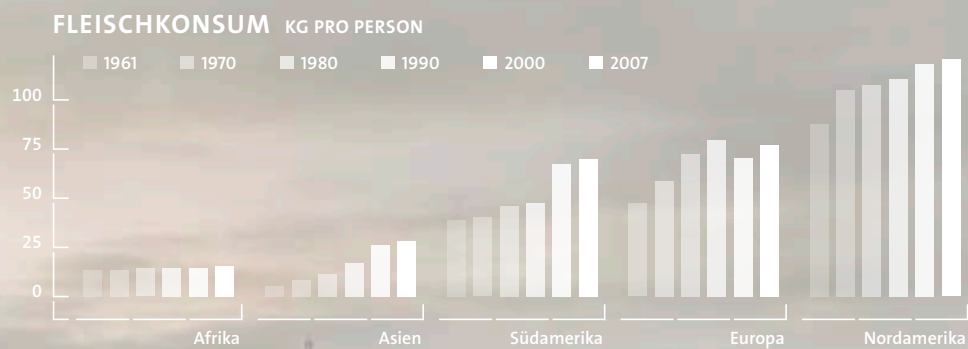 FLEISCHKONSUM KG PRO PERSON
1961 1970 1980 1990 2000 2007
100
75
50
25
0
Afrika Asien Südamerika Europa Nordamerika